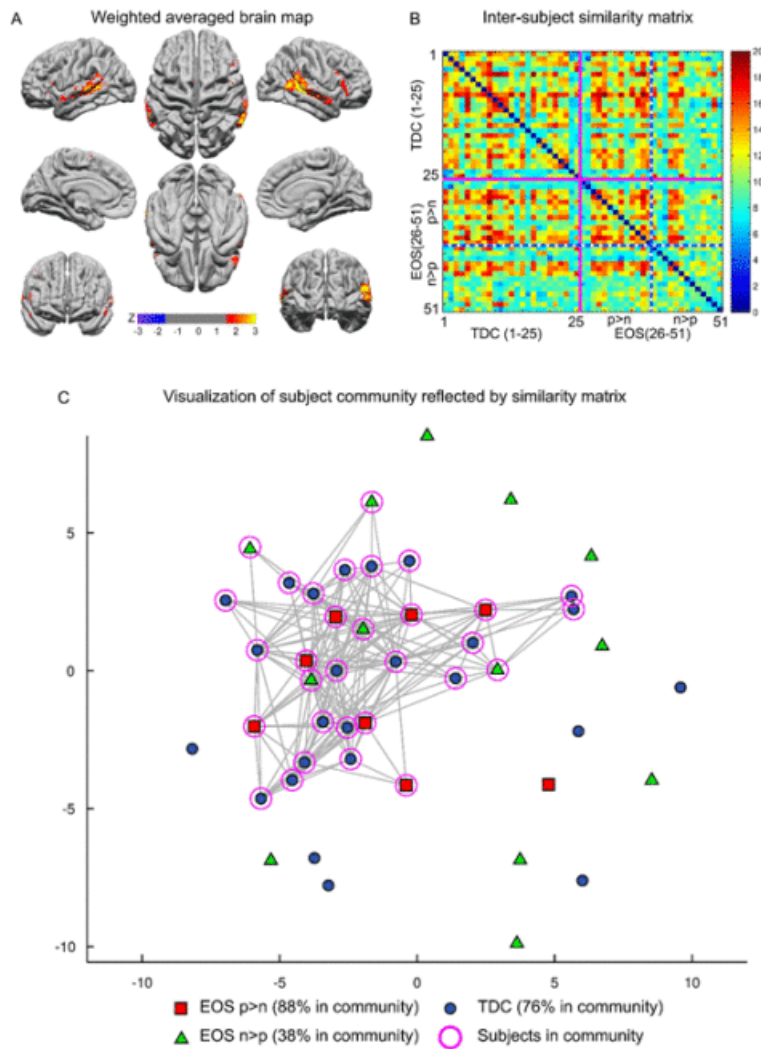 A Weighted averaged brain map
Z
-3 -2 -1 0 1 2 3
B Inter-subject similarity matrix
TDC (1-25)
EOS(26-51)
n>p p>n
1
25
51
1 25 51
p>n n>p
TDC (1-25) EOS(26-51)
20
18
16
14
12
10
8
6
4
2
0
C Visualization of subject community reflected by similarity matrix
5
0
-5
-10
-10 -5 0 5 10
EOS p>n (88% in community)
TDC (76% in community)
EOS n>p (38% in community)
Subjects in community